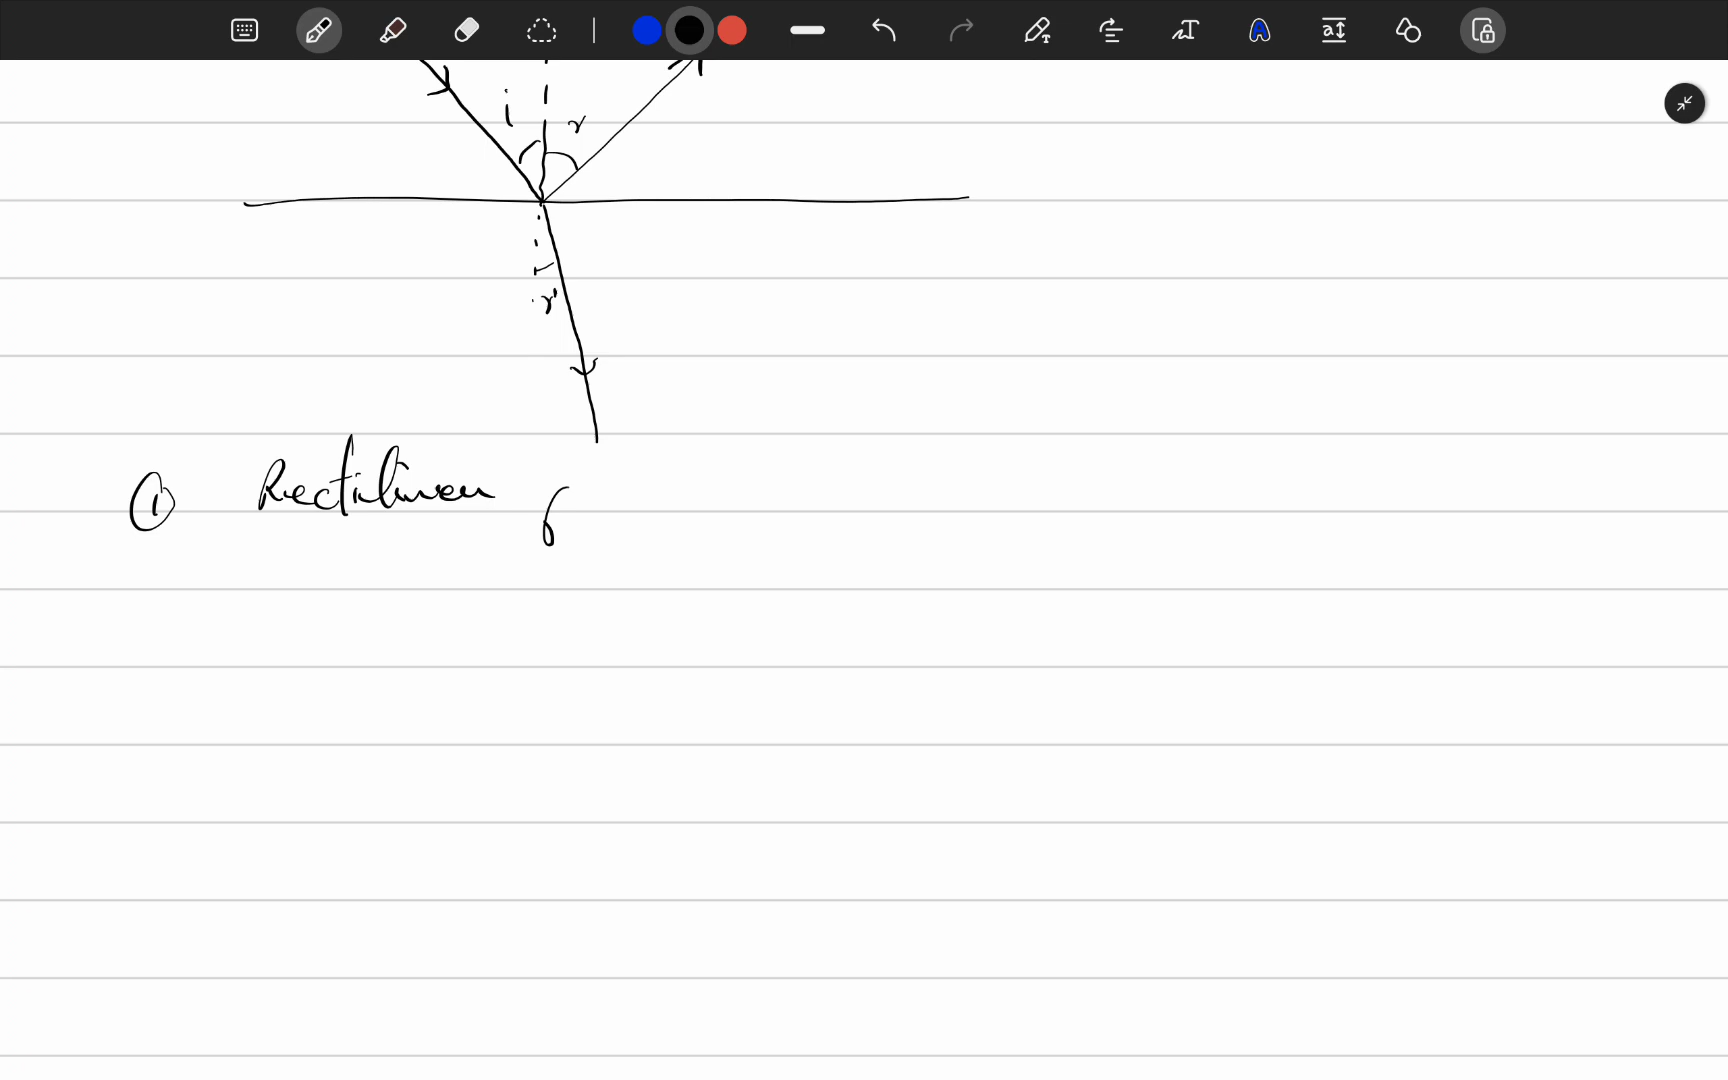 i r
r'
① Rectilinear